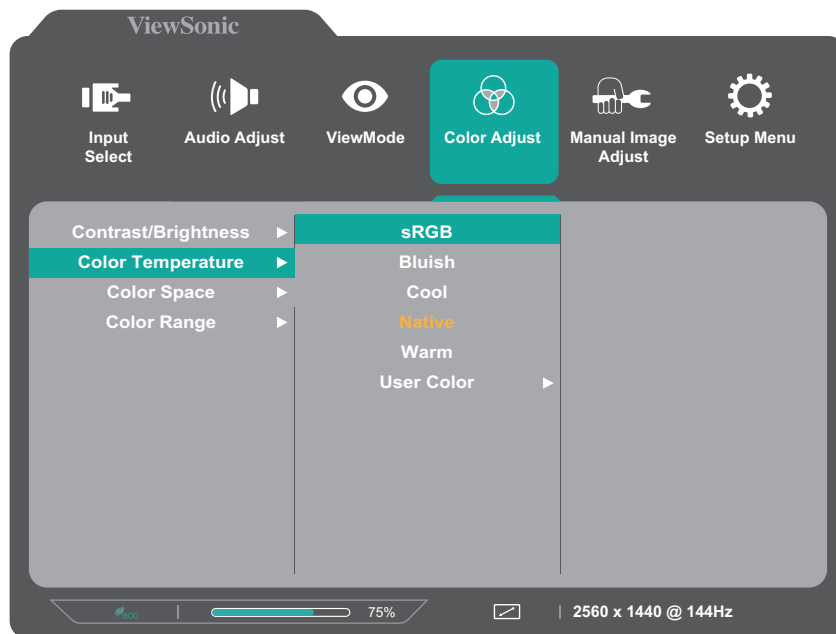 ViewSonic
Input
Select
Audio Adjust
ViewMode
Color Adjust
Manual Image
Adjust
Setup Menu
Contrast/Brightness
Color Temperature
Color Space
Color Range
sRGB
Bluish
Cool
Native
Warm
User Color
eco
75%
2560 x 1440 @ 144Hz